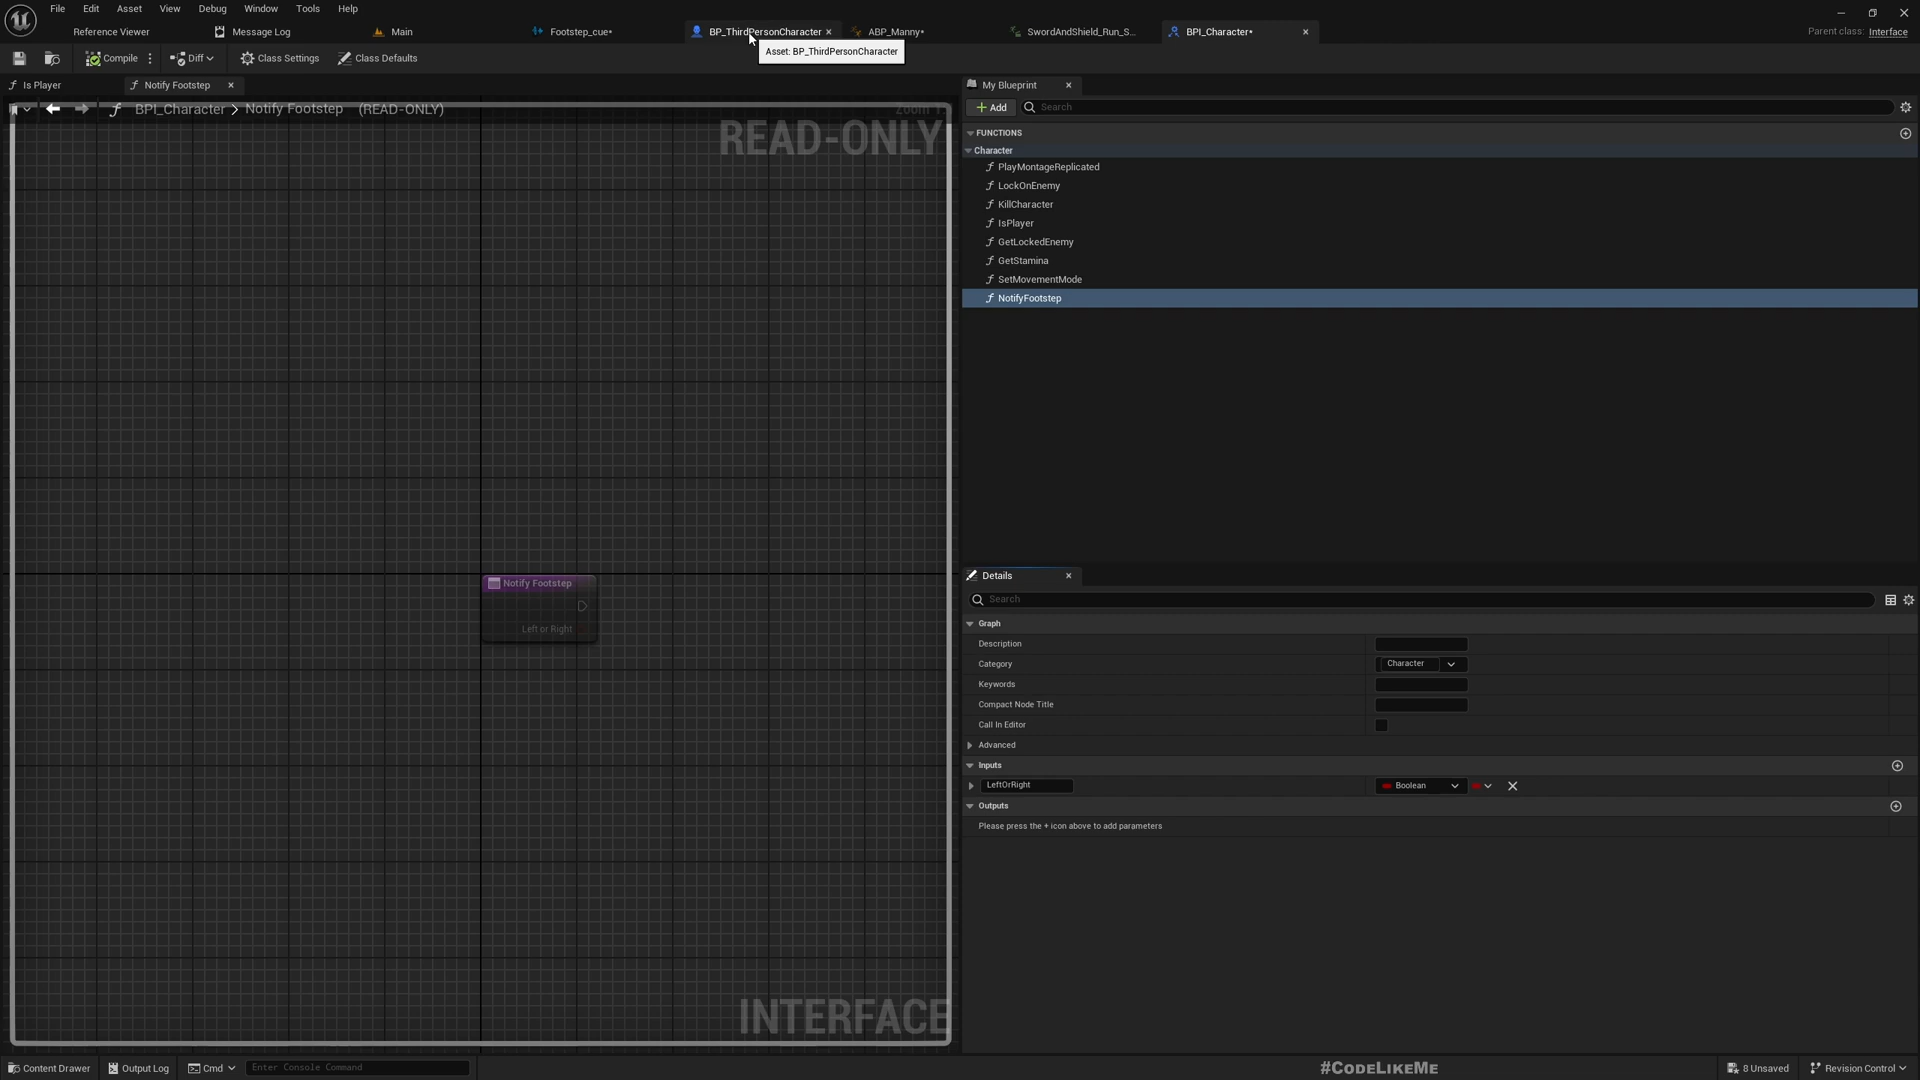 File Edit Asset View Debug Window Tools Help
Reference Viewer Message Log Main Footstep_cue• BP_ThirdPersonCharacter ABP_Manny• SwordAndShield_Run_S... BPI_Character• Parent class: Interface
Asset: BP_ThirdPersonCharacter
Compile Diff Class Settings Class Defaults
Is Player Notify Footstep
BPI_Character > Notify Footstep (READ-ONLY)
READ-ONLY
Notify Footstep
Left or Right
INTERFACE
My Blueprint
+ Add Search
FUNCTIONS
Character
PlayMontageReplicated
LockOnEnemy
KillCharacter
IsPlayer
GetLockedEnemy
GetStamina
SetMovementMode
NotifyFootstep
Details
Search
Graph
Description
Category Character
Keywords
Compact Node Title
Call In Editor
Advanced
Inputs
LeftOrRight Boolean
Outputs
Please press the + icon above to add parameters
Content Drawer Output Log Cmd Enter Console Command #CODELIKEME 8 Unsaved Revision Control